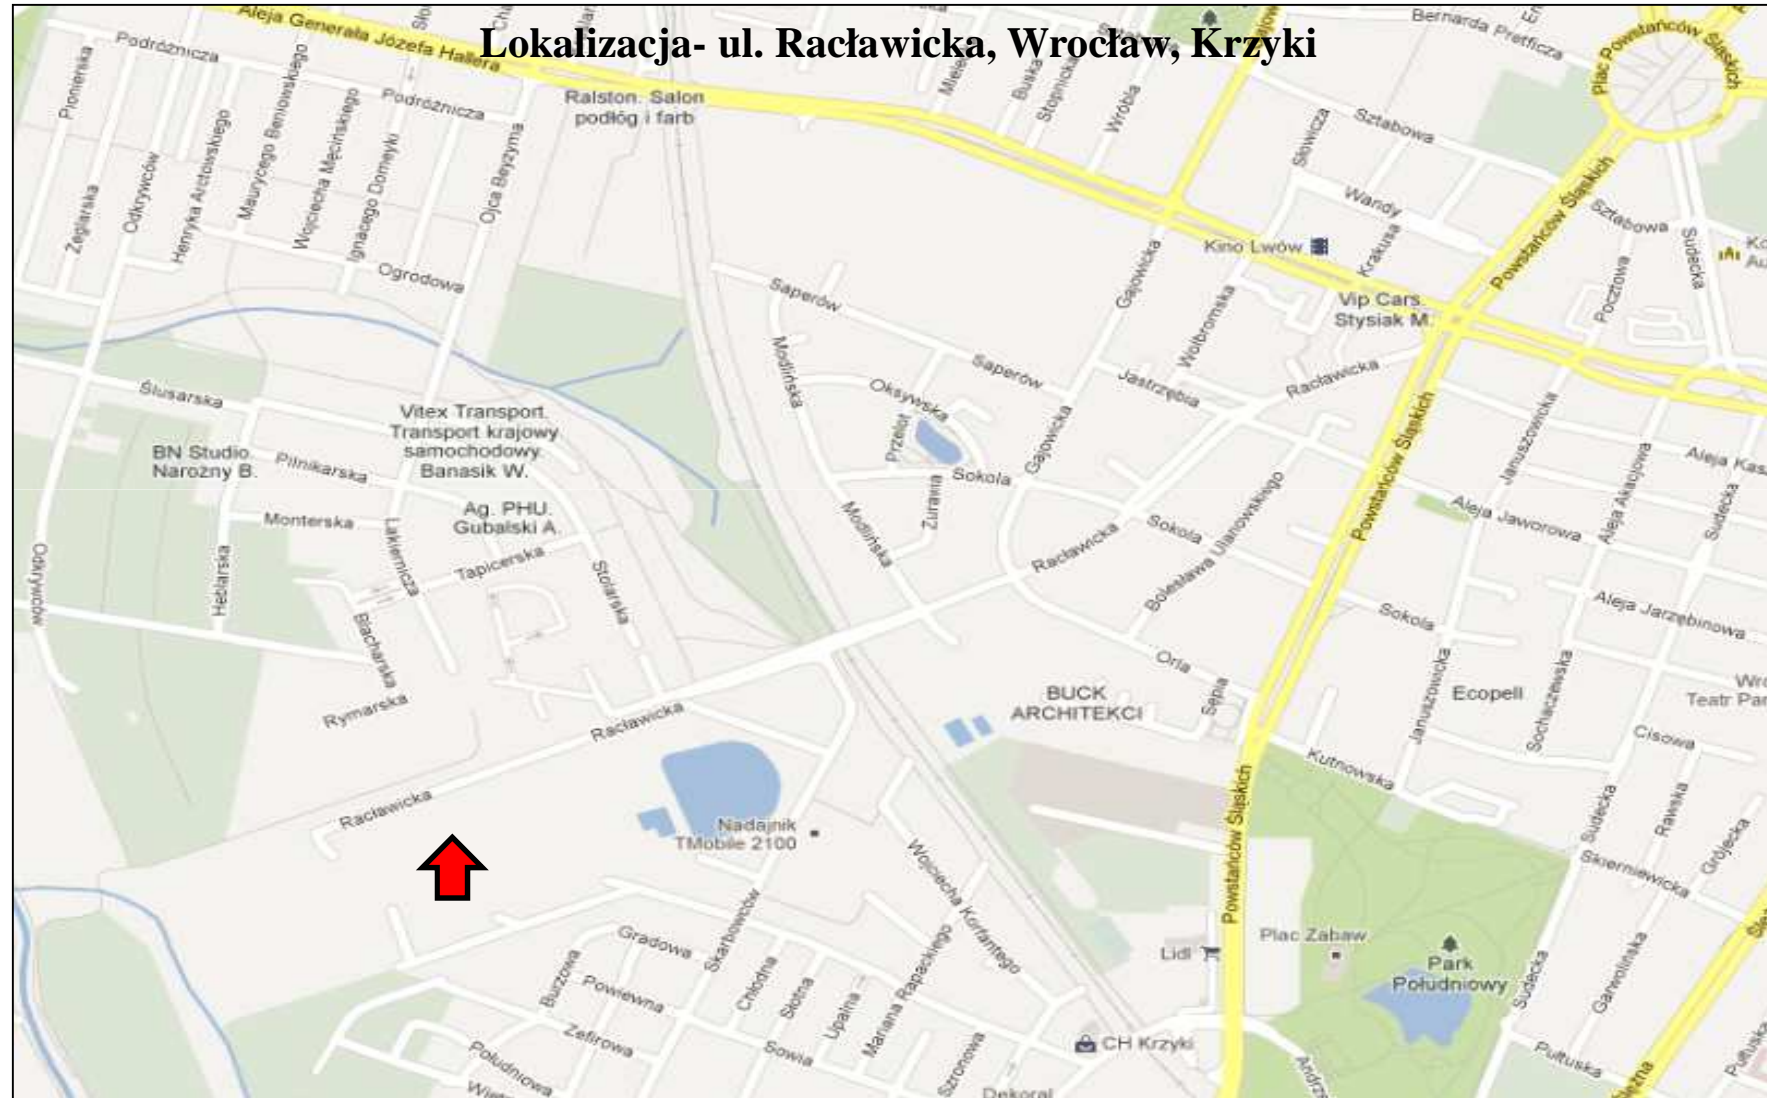 Lokalizacja- ul. Racławicka, Wrocław, Krzyki
Aleja Generała Józefa Hallera
Bernarda Pretficza
Plac Powstańców Śląskich
Podróżnicza
Podróżnicza
Pionierska
Ralston. Salon
podłóg i farb
Buska
Stopnicka
Wróbla
Słowicza
Sztabowa
Żeglarska
Odkrywców
Henryka Arctowskiego
Maurycego Beniowskiego
Wojciecha Męcińskiego
Ignacego Domeyki
Ojca Beyzyma
Ogrodowa
Wandy
Krakusa
Kino Lwów
Powstańców Śląskich
Sztabowa
Sudecka
Pocztowa
Gajowicka
Wolbromska
Vip Cars.
Stysiak M.
Saperów
Saperów
Modlińska
Oksywska
Przelot
Jastrzębia
Racławicka
Ślusarska
Vitex Transport.
Transport krajowy
samochodowy.
Banasik W.
BN Studio.
Narożny B.
Pilnikarska
Ag. PHU.
Gubalski A.
Monterska
Lakiernicza
Tapicerska
Stolarska
Heblarska
Odkrywców
Blacharska
Rymarska
Sokola
Żurawia
Modlińska
Gajowicka
Racławicka
Sokola
Bolesława Ulanowskiego
Powstańców Śląskich
Januszowicka
Aleja Akacjowa
Aleja Jaworowa
Sudecka
Aleja Jarzębinowa
Sokola
Orla
Sępia
BUCK
ARCHITEKCI
Januszowicka
Ecopell
Sochaczewska
Teatr
Cisowa
Kutnowska
Racławicka
Racławicka
Nadajnik
TMobile 2100
Powstańców Śląskich
Sudecka
Rawska
Grójecka
Skierniewicka
Wojciecha Korfantego
Mariana Rapackiego
Skarbowców
Gradowa
Burzowa
Powiewna
Zefirowa
Chłodna
Słotna
Upalna
Sowia
Południowa
Szronowa
Lidl
Plac Zabaw
Park
Południowy
Sudecka
Garwolińska
Pułtuska
Pułtuska
CH Krzyki
Dekoral